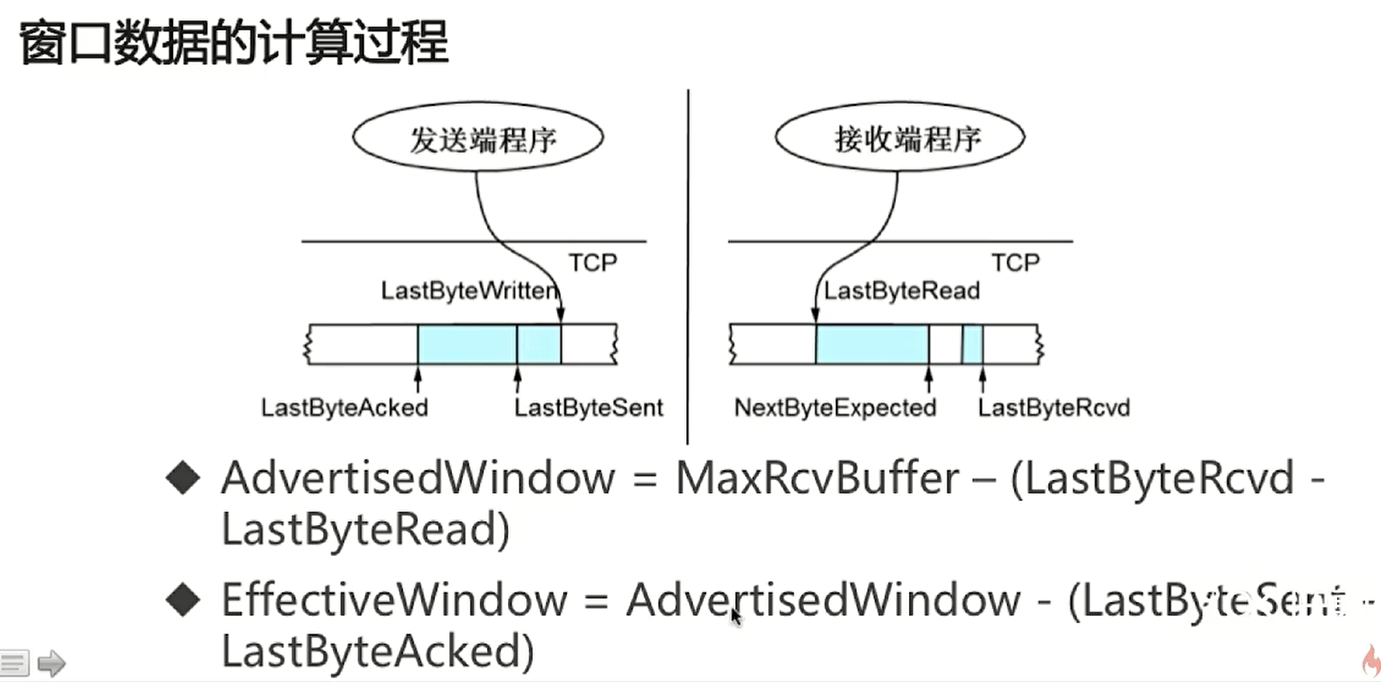 窗口数据的计算过程
发送端程序
接收端程序
TCP
TCP
LastByteWritten
LastByteRead
LastByteAcked
LastByteSent
NextByteExpected
LastByteRcvd
◆ AdvertisedWindow = MaxRcvBuffer – (LastByteRcvd -
LastByteRead)
◆ EffectiveWindow = AdvertisedWindow - (LastByteSent -
LastByteAcked)